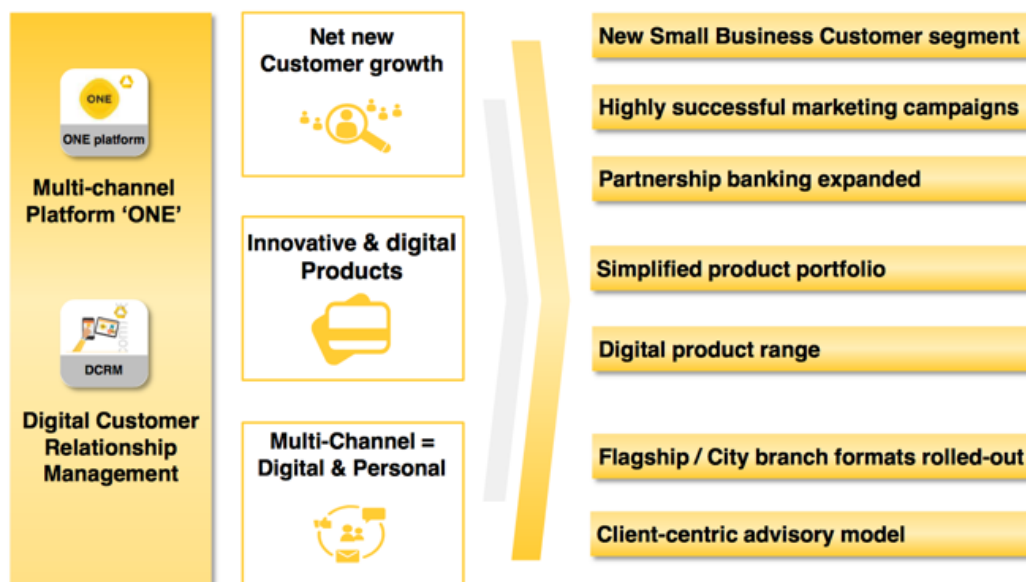 ONE
ONE platform
Multi-channel
Platform ‘ONE’
DCRM
Digital Customer
Relationship
Management
Net new
Customer growth
Innovative & digital
Products
Multi-Channel =
Digital & Personal
New Small Business Customer segment
Highly successful marketing campaigns
Partnership banking expanded
Simplified product portfolio
Digital product range
Flagship / City branch formats rolled-out
Client-centric advisory model